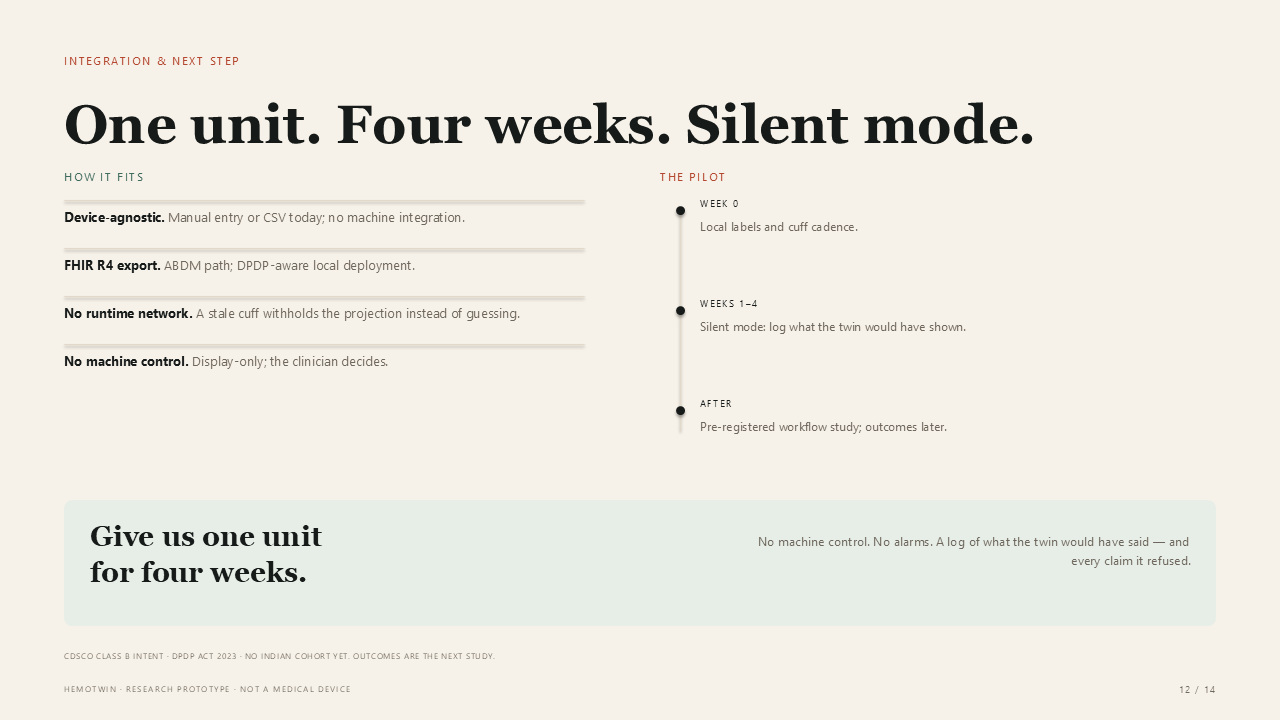 INTEGRATION & NEXT STEP
One unit. Four weeks. Silent mode.
HOW IT FITS
Device-agnostic. Manual entry or CSV today; no machine integration.
FHIR R4 export. ABDM path; DPDP-aware local deployment.
No runtime network. A stale cuff withholds the projection instead of guessing.
No machine control. Display-only; the clinician decides.
THE PILOT
WEEK 0
Local labels and cuff cadence.
WEEKS 1–4
Silent mode: log what the twin would have shown.
AFTER
Pre-registered workflow study; outcomes later.
Give us one unit
for four weeks.
No machine control. No alarms. A log of what the twin would have said — and
every claim it refused.
CDSCO CLASS B INTENT · DPDP ACT 2023 · NO INDIAN COHORT YET. OUTCOMES ARE THE NEXT STUDY.
HEMOTWIN · RESEARCH PROTOTYPE · NOT A MEDICAL DEVICE
12 / 14